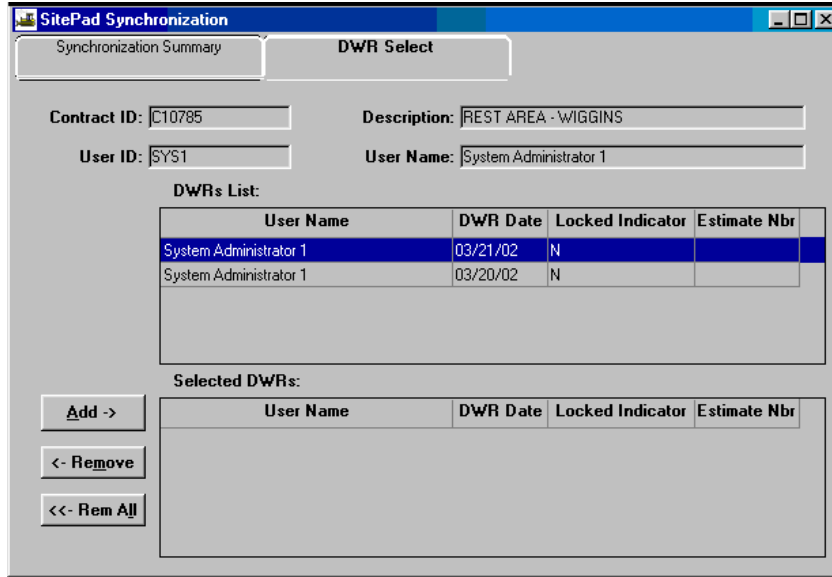 SitePad Synchronization
Synchronization Summary DWR Select
Contract ID: C10785 Description: REST AREA - WIGGINS
User ID: SYS1 User Name: System Administrator 1
DWRs List:
User Name DWR Date Locked Indicator Estimate Nbr
System Administrator 1 03/21/02 N
System Administrator 1 03/20/02 N
Selected DWRs:
Add -> User Name DWR Date Locked Indicator Estimate Nbr
<- Remove
<<- Rem All